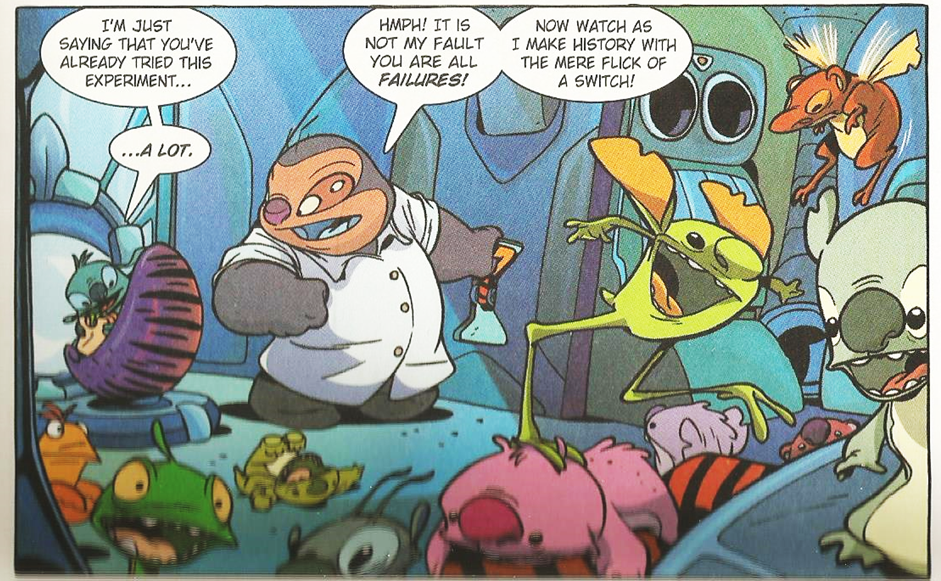 I'M JUST
SAYING THAT YOU'VE
ALREADY TRIED THIS
EXPERIMENT...
...A LOT.
HMPH! IT IS
NOT MY FAULT
YOU ARE ALL
FAILURES!
NOW WATCH AS
I MAKE HISTORY WITH
THE MERE FLICK OF
A SWITCH!